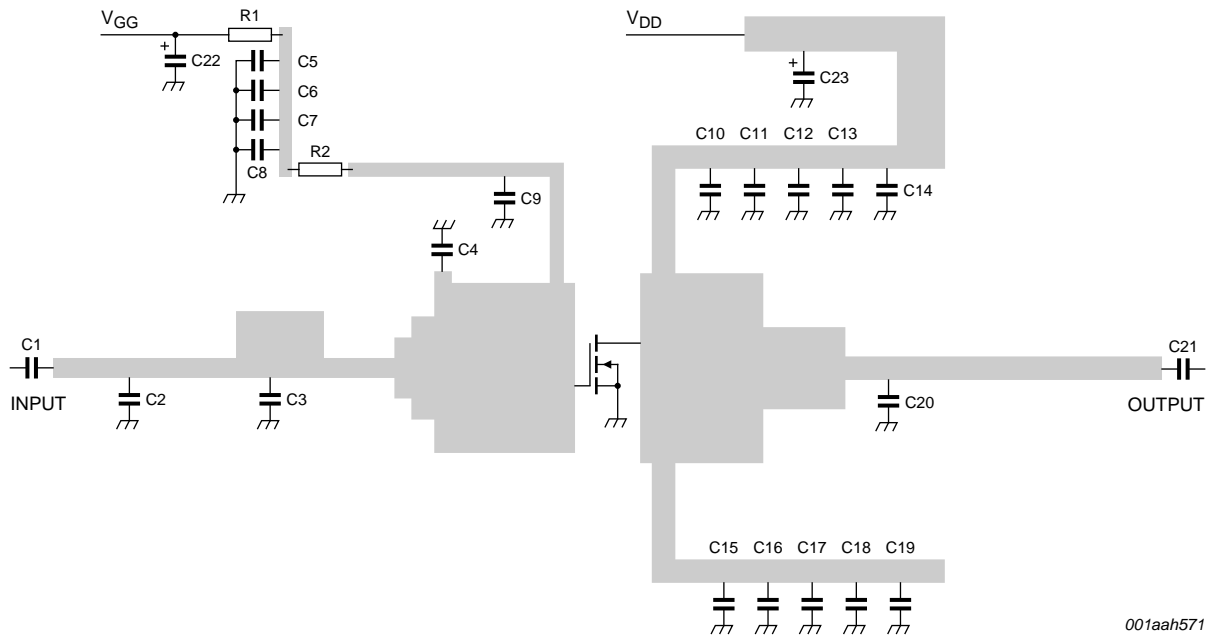 VGG
R1
VDD
+
C22
C5
C6
C7
C8
R2
C9
C4
+
C23
C10 C11 C12 C13
C14
C1
INPUT
C2
C3
C21
OUTPUT
C20
C15 C16 C17 C18 C19
001aah571